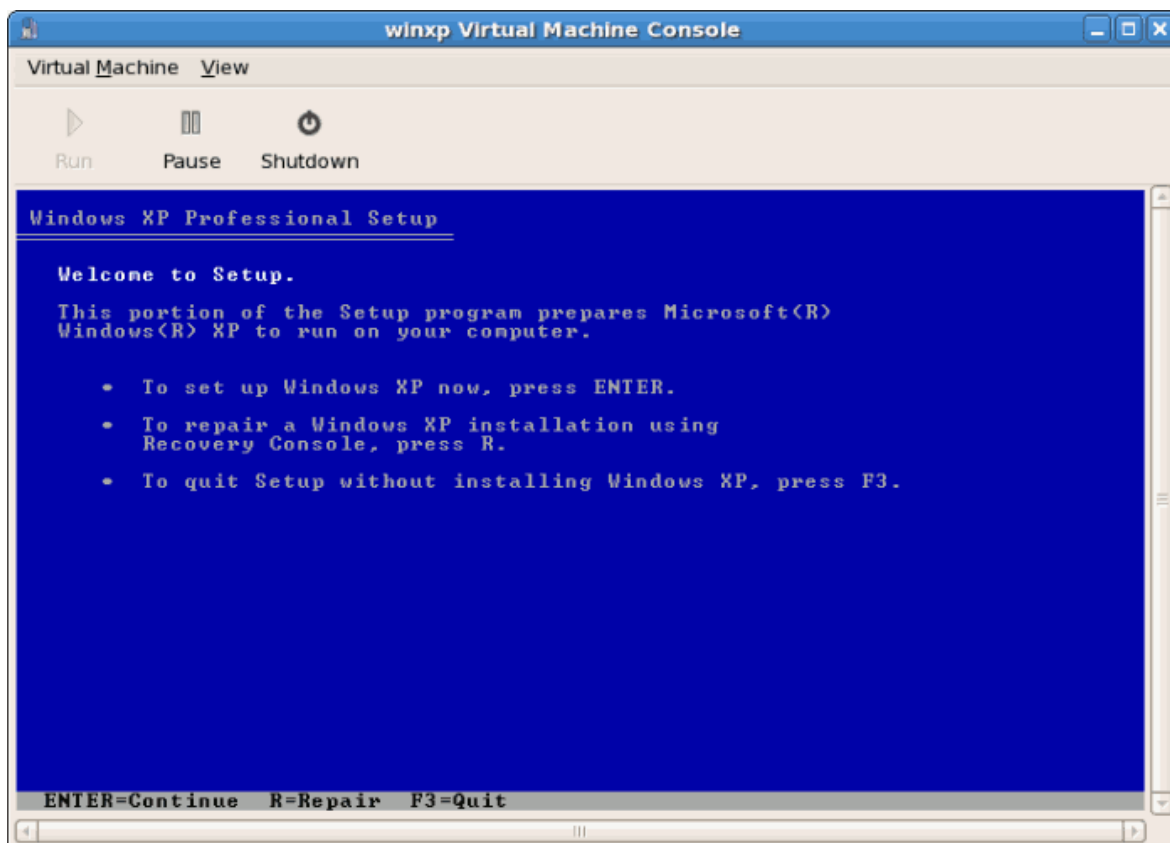 winxp Virtual Machine Console
Virtual Machine View
Run Pause Shutdown
Windows XP Professional Setup
Welcome to Setup.
This portion of the Setup program prepares Microsoft(R)
Windows(R) XP to run on your computer.
• To set up Windows XP now, press ENTER.
• To repair a Windows XP installation using
Recovery Console, press R.
• To quit Setup without installing Windows XP, press F3.
ENTER=Continue R=Repair F3=Quit